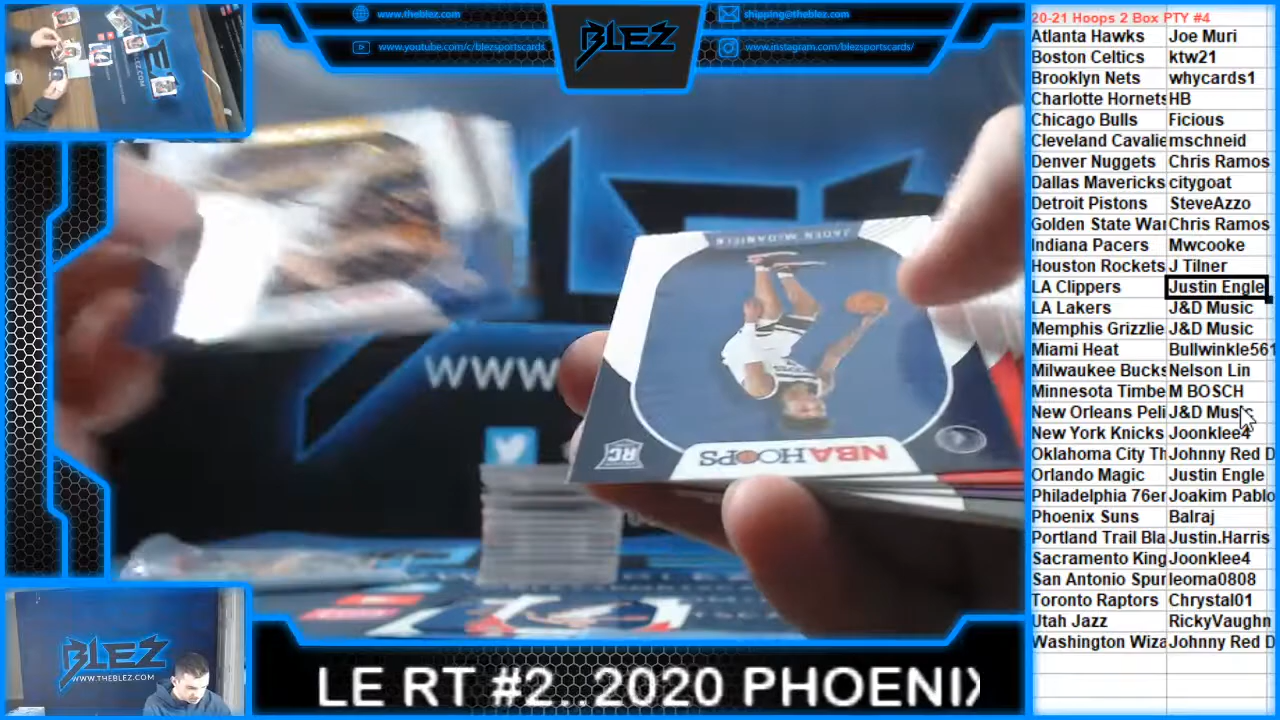 www.theblez.com
shipping@theblez.com
BLEZ
www.youtube.com/c/blezsportscards
www.instagram.com/blezsportscards/
20-21 Hoops 2 Box PTY #4
Atlanta Hawks Joe Muri
Boston Celtics ktw21
Brooklyn Nets whycards1
Charlotte Hornets HB
Chicago Bulls Ficious
Cleveland Cavalie mschneid
Denver Nuggets Chris Ramos
Dallas Mavericks citygoat
Detroit Pistons SteveAzzo
Golden State War Chris Ramos
Indiana Pacers Mwcooke
Houston Rockets J Tilner
LA Clippers Justin Engle
LA Lakers J&D Music
Memphis Grizzlie J&D Music
Miami Heat Bullwinkle561
Milwaukee Bucks Nelson Lin
Minnesota Timbe M BOSCH
New Orleans Peli J&D Music
New York Knicks Joonklee4
Oklahoma City Th Johnny Red D
Orlando Magic Justin Engle
Philadelphia 76er Joakim Pablo
Phoenix Suns Balraj
Portland Trail Bla Justin.Harris
Sacramento King Joonklee4
San Antonio Spur leoma0808
Toronto Raptors Chrystal01
Utah Jazz RickyVaughn
Washington Wiza Johnny Red D
JADEN McDANIELS
NBA HOOPS
RC
WWW
BLEZ
WWW.THEBLEZ.COM
LE RT #2..2020 PHOENIX